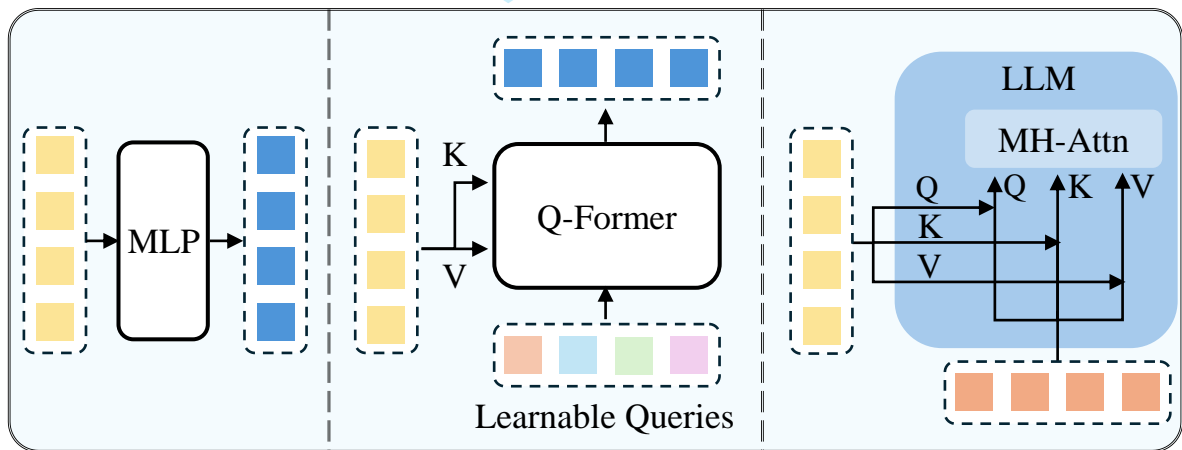 MLP
K
V
Q-Former
Learnable Queries
LLM
MH-Attn
Q
K
V
Q
K
V